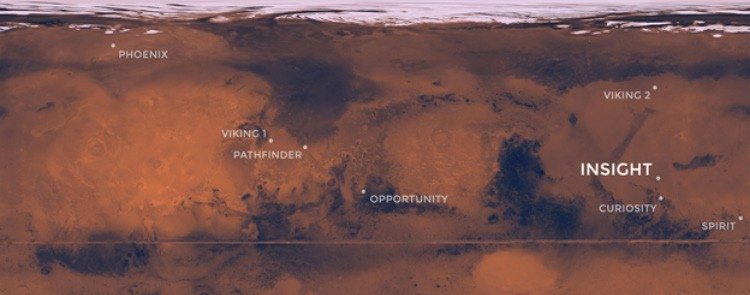 PHOENIX
VIKING 2
VIKING 1
PATHFINDER
INSIGHT
OPPORTUNITY
CURIOSITY
SPIRIT